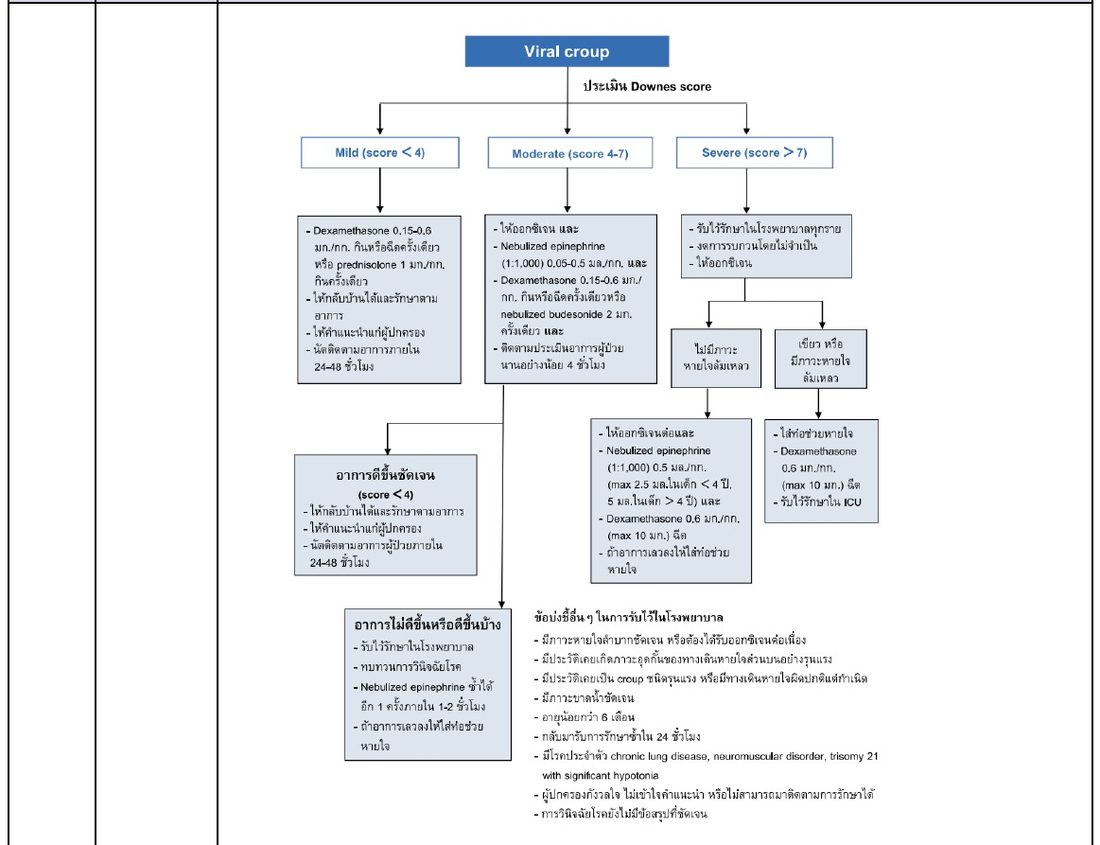 Viral croup
ประเมิน Downes score
Mild (score < 4)
Moderate (score 4-7)
Severe (score > 7)
- Dexamethasone 0.15-0.6
มก./กก. กินหรือฉีดครั้งเดียว
หรือ prednisolone 1 มก./กก.
กินครั้งเดียว
- ให้กลับบ้านได้และรักษาตาม
อาการ
- ให้คำแนะนำแก่ผู้ปกครอง
- นัดติดตามอาการภายใน
24-48 ชั่วโมง
- ให้ออกซิเจน และ
- Nebulized epinephrine
(1:1,000) 0.05-0.5 มล./กก. และ
- Dexamethasone 0.15-0.6 มก./
กก. กินหรือฉีดครั้งเดียวหรือ
nebulized budesonide 2 มก.
ครั้งเดียว และ
- ติดตามประเมินอาการผู้ป่วย
นานอย่างน้อย 4 ชั่วโมง
- รับไว้รักษาในโรงพยาบาลทุกราย
- งดการรบกวนโดยไม่จำเป็น
- ให้ออกซิเจน
ไม่มีภาวะ
หายใจล้มเหลว
เขียว หรือ
มีภาวะหายใจ
ล้มเหลว
- ให้ออกซิเจนต่อและ
- Nebulized epinephrine
(1:1,000) 0.5 มล./กก.
(max 2.5 มล.ในเด็ก < 4 ปี,
5 มล.ในเด็ก > 4 ปี) และ
- Dexamethasone 0.6 มก./กก.
(max 10 มก.) ฉีด
- ถ้าอาการเลวลงให้ใส่ท่อช่วย
หายใจ
- ใส่ท่อช่วยหายใจ
- Dexamethasone
0.6 มก./กก.
(max 10 มก.) ฉีด
- รับไว้รักษาใน ICU
อาการดีขึ้นชัดเจน
(score < 4)
- ให้กลับบ้านได้และรักษาตามอาการ
- ให้คำแนะนำแก่ผู้ปกครอง
- นัดติดตามอาการผู้ป่วยภายใน
24-48 ชั่วโมง
อาการไม่ดีขึ้นหรือดีขึ้นบ้าง
- รับไว้รักษาในโรงพยาบาล
- ทบทวนการวินิจฉัยโรค
- Nebulized epinephrine ซ้ำได้
อีก 1 ครั้งภายใน 1-2 ชั่วโมง
- ถ้าอาการเลวลงให้ใส่ท่อช่วย
หายใจ
ข้อบ่งชี้อื่น ๆ ในการรับไว้ในโรงพยาบาล
- มีภาวะหายใจลำบากชัดเจน หรือต้องได้รับออกซิเจนต่อเนื่อง
- มีประวัติเคยเกิดภาวะอุดกั้นของทางเดินหายใจส่วนบนอย่างรุนแรง
- มีประวัติเคยเป็น croup ชนิดรุนแรง หรือมีทางเดินหายใจผิดปกติแต่กำเนิด
- มีภาวะขาดน้ำชัดเจน
- อายุน้อยกว่า 6 เดือน
- กลับมารับการรักษาซ้ำใน 24 ชั่วโมง
- มีโรคประจำตัว chronic lung disease, neuromuscular disorder, trisomy 21
with significant hypotonia
- ผู้ปกครองกังวลใจ ไม่เข้าใจคำแนะนำ หรือไม่สามารถมาติดตามการรักษาได้
- การวินิจฉัยโรคยังไม่มีข้อสรุปที่ชัดเจน